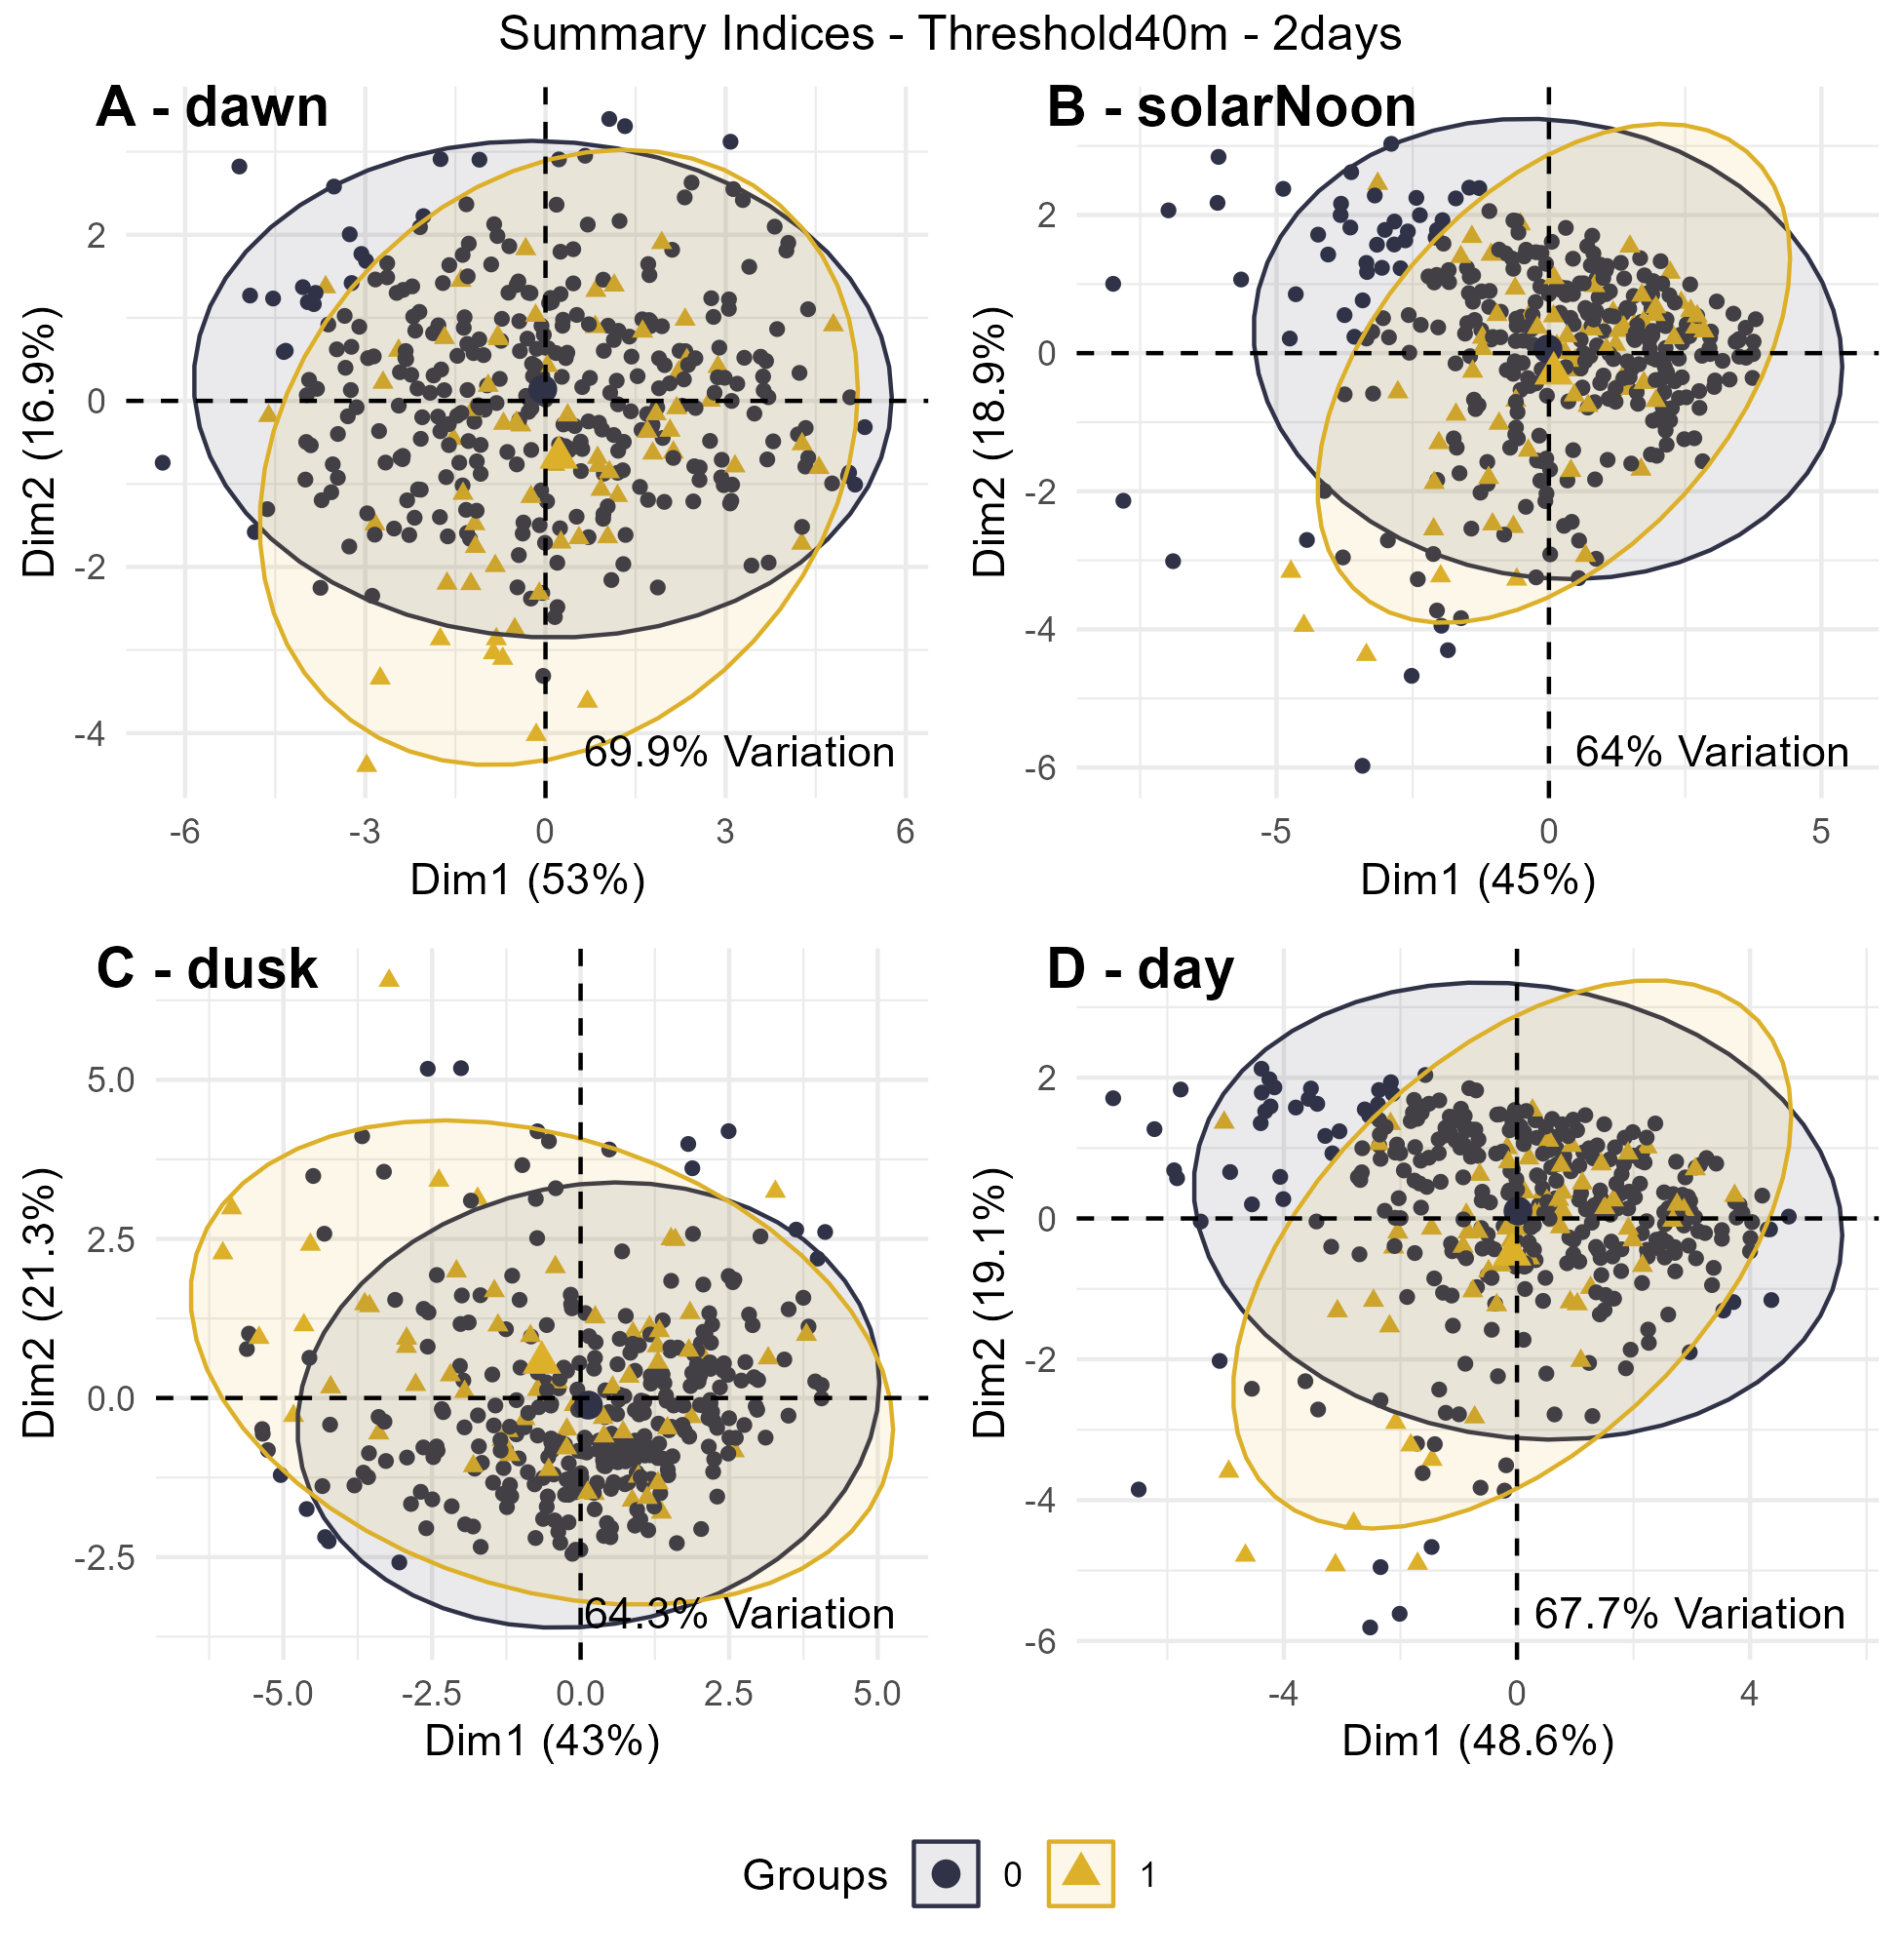 Summary Indices - Threshold40m - 2days
A - dawn
Dim2 (16.9%)
2
0
-2
-4
69.9% Variation
-6
-3
0
3
6
Dim1 (53%)
B - solarNoon
Dim2 (18.9%)
2
0
-2
-4
-6
64% Variation
-5
0
5
Dim1 (45%)
C - dusk
Dim2 (21.3%)
5.0
2.5
0.0
-2.5
64.3% Variation
-5.0
-2.5
0.0
2.5
5.0
Dim1 (43%)
D - day
Dim2 (19.1%)
2
0
-2
-4
-6
67.7% Variation
-4
0
4
Dim1 (48.6%)
Groups 0 1